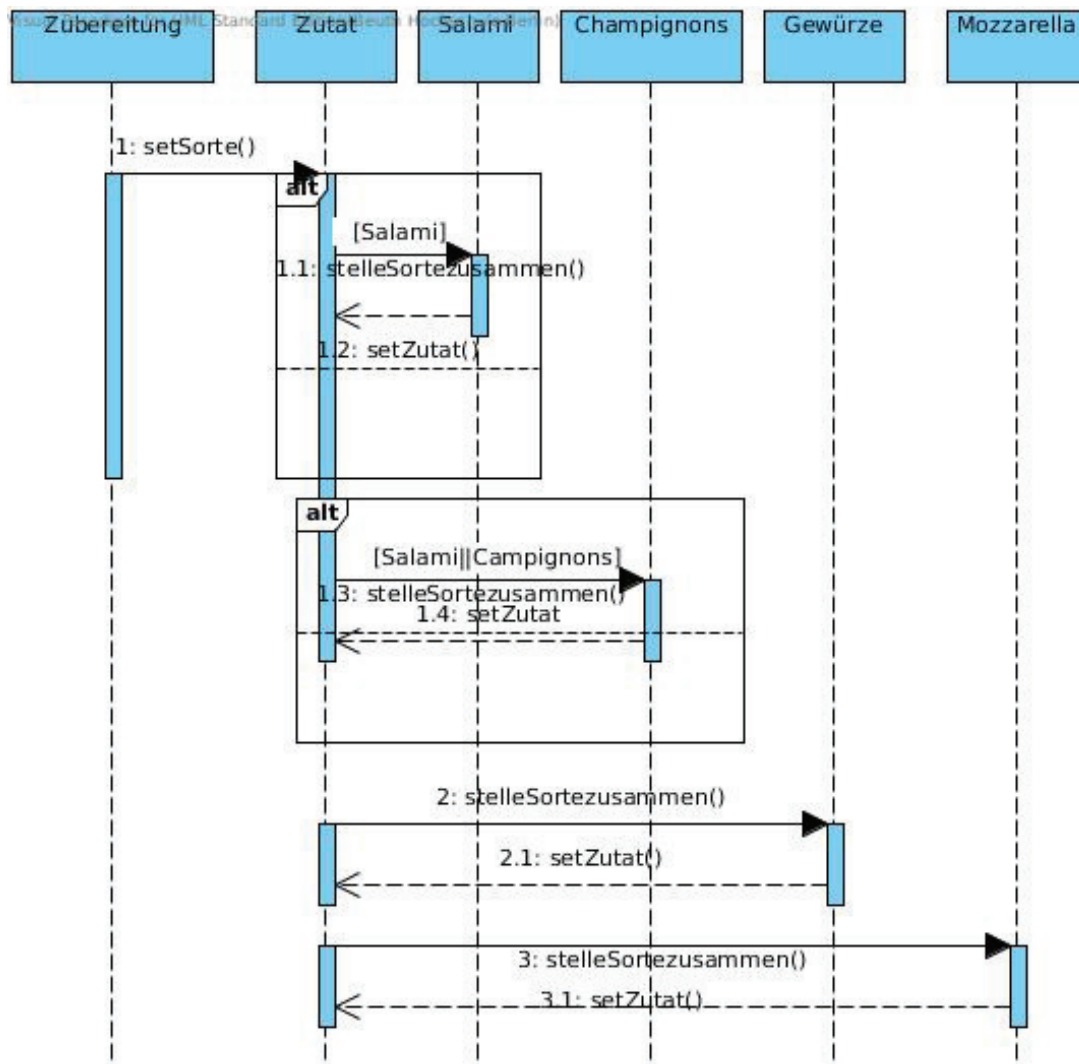 Zubereitung
Zutat
Salami
Champignons
Gewürze
Mozzarella
1: setSorte()
alt
[Salami]
1.1: stelleSortezusammen()
1.2: setZutat()
alt
[Salami||Campignons]
1.3: stelleSortezusammen()
1.4: setZutat
2: stelleSortezusammen()
2.1: setZutat()
3: stelleSortezusammen()
3.1: setZutat()